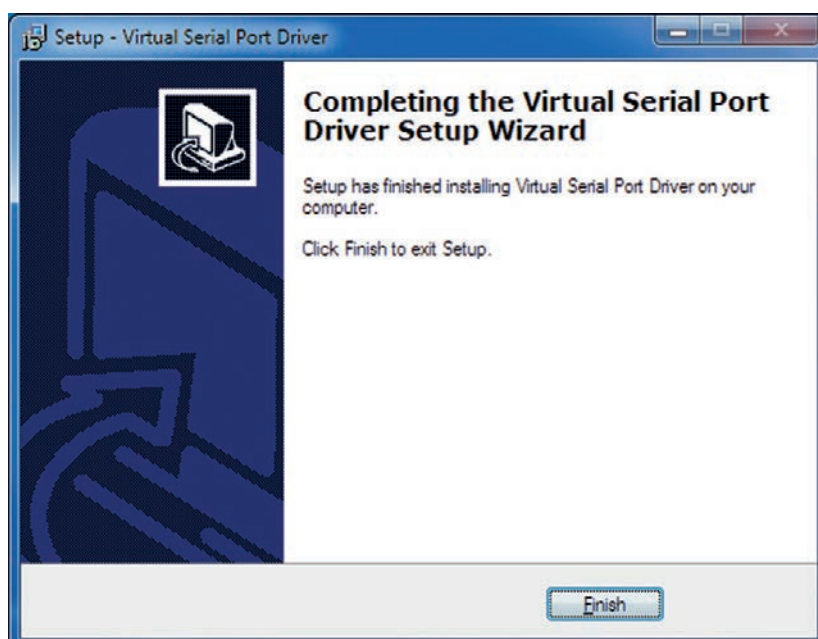 Setup - Virtual Serial Port Driver
Completing the Virtual Serial Port
Driver Setup Wizard
Setup has finished installing Virtual Serial Port Driver on your
computer.
Click Finish to exit Setup.
Finish